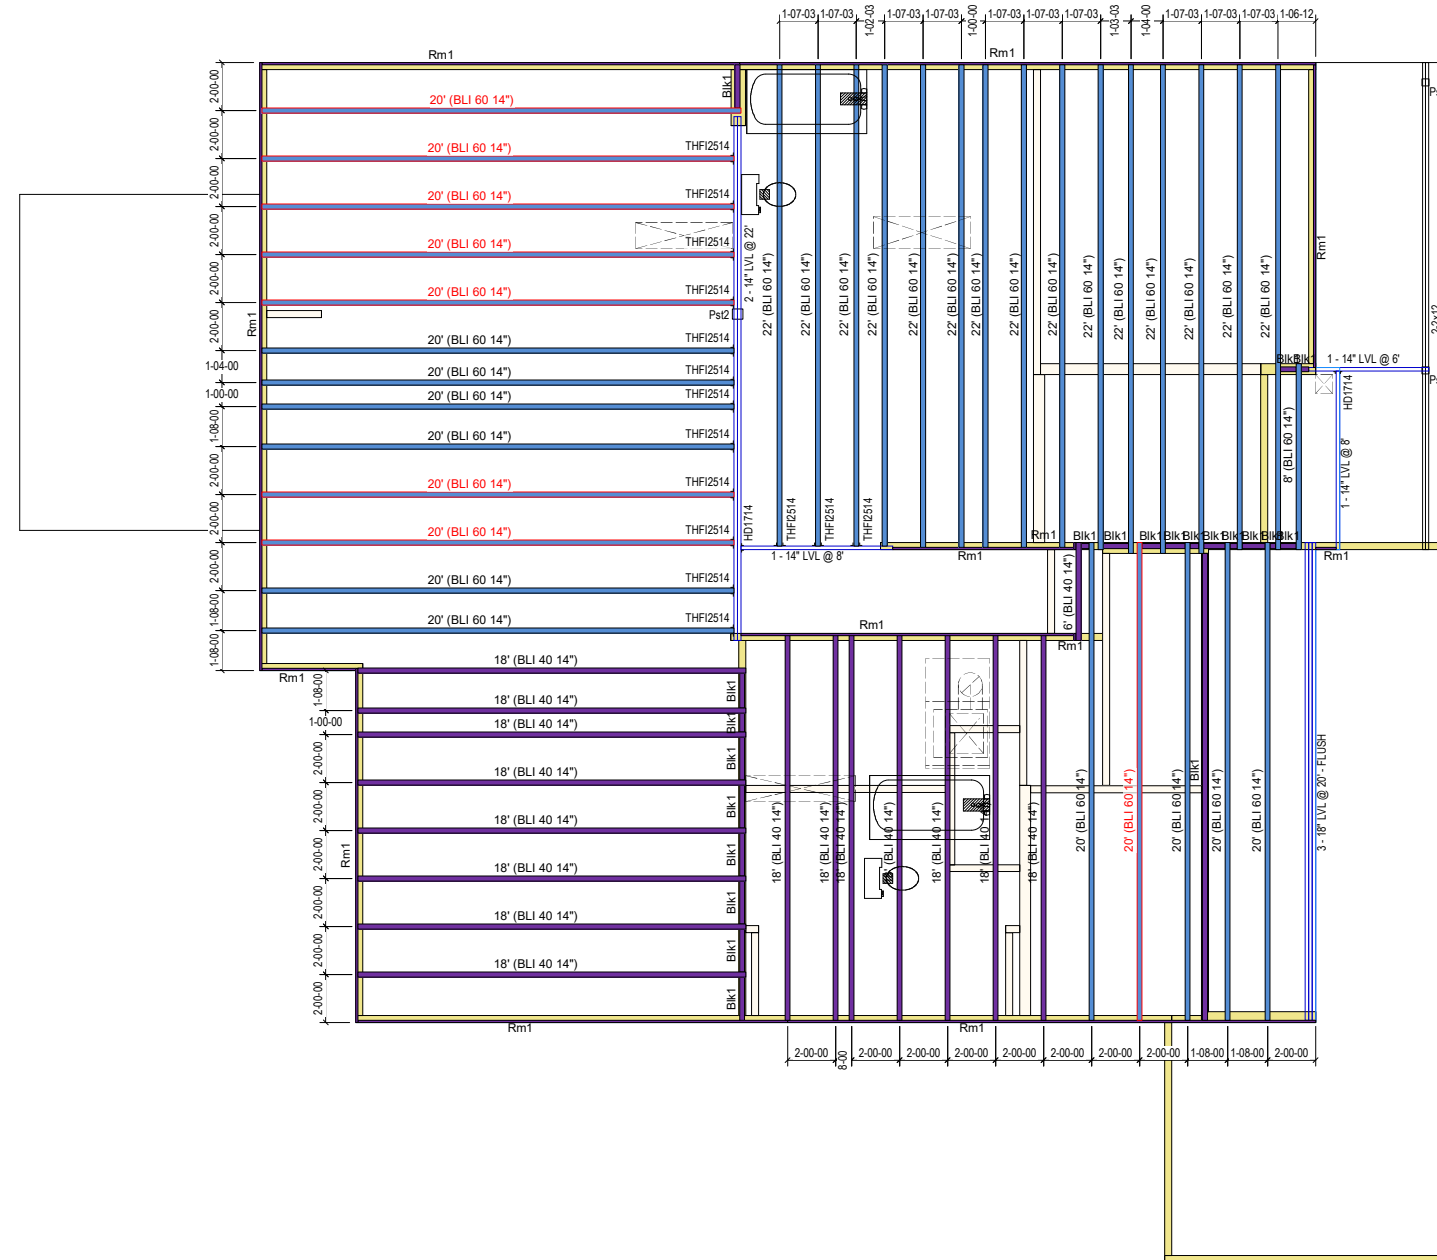 1-07-03
1-07-03
1-02-03
1-07-03
1-07-03
1-00-00
1-07-03
1-07-03
1-07-03
1-03-03
1-04-00
1-07-03
1-07-03
1-07-03
1-06-12
Rm1
Rm1
2-00-00
2-00-00
2-00-00
2-00-00
2-00-00
2-00-00
1-04-00
1-00-00
1-08-00
2-00-00
2-00-00
2-00-00
1-08-00
1-08-00
Rm1
20' (BLI 60 14")
20' (BLI 60 14")
20' (BLI 60 14")
20' (BLI 60 14")
20' (BLI 60 14")
20' (BLI 60 14")
20' (BLI 60 14")
20' (BLI 60 14")
20' (BLI 60 14")
20' (BLI 60 14")
20' (BLI 60 14")
20' (BLI 60 14")
20' (BLI 60 14")
Blk1
THFI2514
THFI2514
THFI2514
THFI2514
THFI2514
THFI2514
THFI2514
THFI2514
THFI2514
THFI2514
THFI2514
THFI2514
2 - 14" LVL @ 22'
Pst2
HD1714
THFI2514
THFI2514
THFI2514
1 - 14" LVL @ 8'
22' (BLI 60 14")
22' (BLI 60 14")
22' (BLI 60 14")
22' (BLI 60 14")
22' (BLI 60 14")
22' (BLI 60 14")
22' (BLI 60 14")
22' (BLI 60 14")
22' (BLI 60 14")
22' (BLI 60 14")
22' (BLI 60 14")
22' (BLI 60 14")
22' (BLI 60 14")
22' (BLI 60 14")
Rm1
2-2x12
Blk1
Blk1
1 - 14" LVL @ 6'
HD1714
8' (BLI 60 14")
1 - 14" LVL @ 8'
Rm1
Rm1
Blk1
Blk1
Blk1
Blk1
Blk1
Blk1
Blk1
Blk1
Rm1
6' (BLI 40 14")
Rm1
Rm1
Rm1
18' (BLI 40 14")
18' (BLI 40 14")
18' (BLI 40 14")
18' (BLI 40 14")
18' (BLI 40 14")
18' (BLI 40 14")
18' (BLI 40 14")
18' (BLI 40 14")
1-08-00
1-00-00
2-00-00
2-00-00
2-00-00
2-00-00
2-00-00
2-00-00
Rm1
Blk1
Blk1
Blk1
Blk1
Blk1
Blk1
Blk1
Blk1
18' (BLI 40 14")
18' (BLI 40 14")
18' (BLI 40 14")
18' (BLI 40 14")
18' (BLI 40 14")
18' (BLI 40 14")
18' (BLI 40 14")
20' (BLI 60 14")
20' (BLI 60 14")
20' (BLI 60 14")
Blk1
20' (BLI 60 14")
20' (BLI 60 14")
3 - 18" LVL @ 20' - FLUSH
Rm1
Rm1
2-00-00
8-00
2-00-00
2-00-00
2-00-00
2-00-00
2-00-00
2-00-00
2-00-00
1-08-00
1-08-00
2-00-00